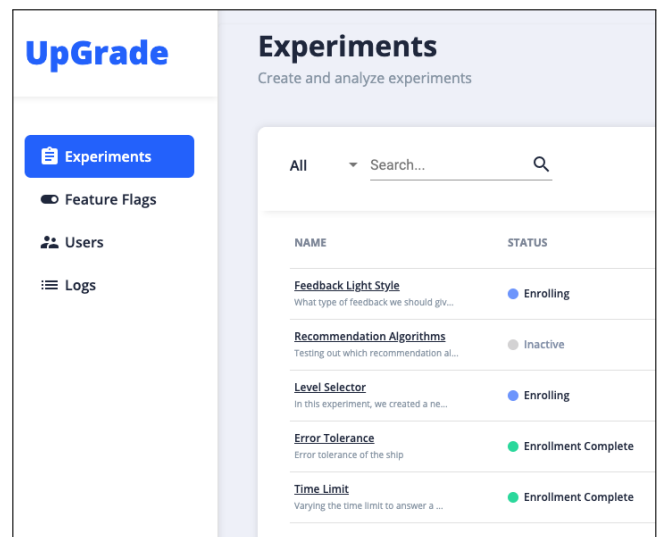 UpGrade
Experiments
Create and analyze experiments
Experiments
Feature Flags
Users
Logs
All Search...
NAME STATUS
Feedback Light Style
What type of feedback we should giv...
Enrolling
Recommendation Algorithms
Testing out which recommendation al...
Inactive
Level Selector
In this experiment, we created a ne...
Enrolling
Error Tolerance
Error tolerance of the ship
Enrollment Complete
Time Limit
Varying the time limit to answer a ...
Enrollment Complete